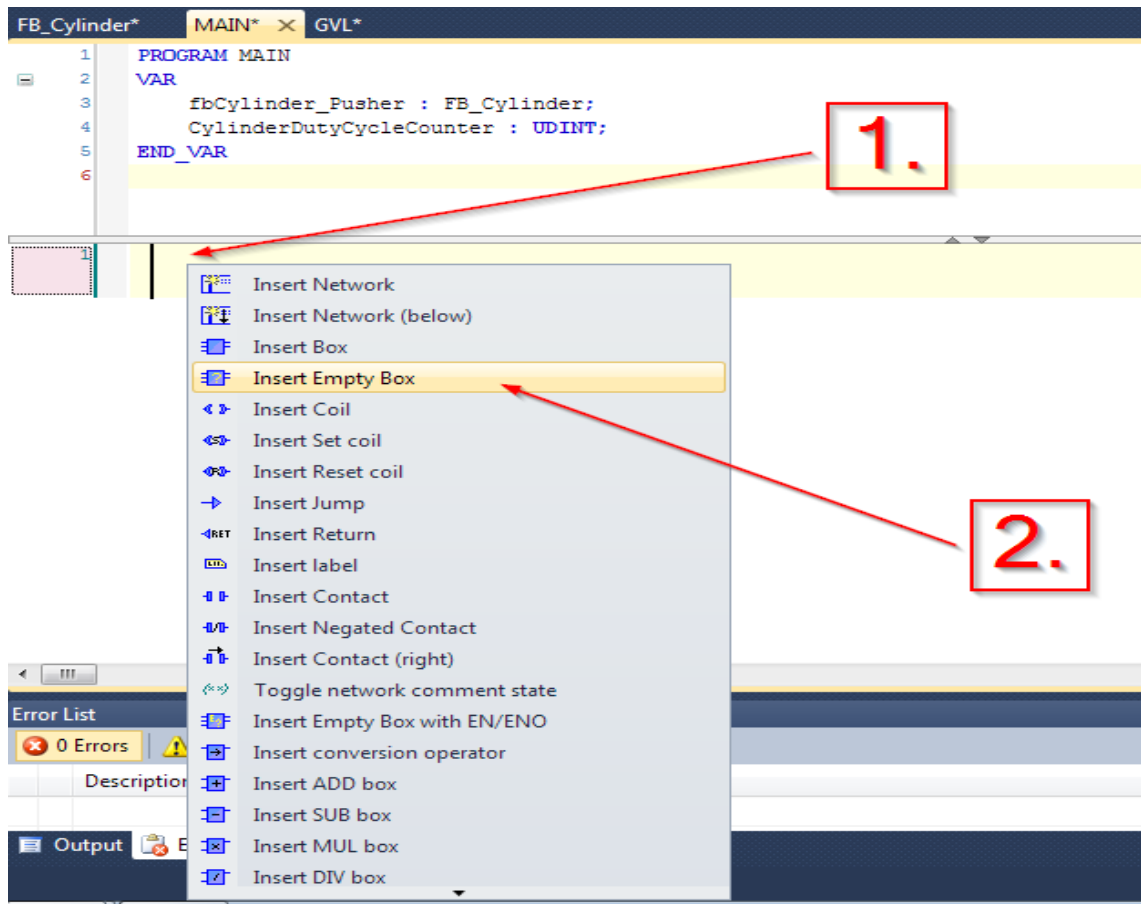 FB_Cylinder* MAIN* GVL*
1 PROGRAM MAIN
2 VAR
3 fbCylinder_Pusher : FB_Cylinder;
4 CylinderDutyCycleCounter : UDINT;
5 END_VAR
6
1.
1
Insert Network
Insert Network (below)
Insert Box
Insert Empty Box
Insert Coil
Insert Set coil
Insert Reset coil
Insert Jump
RET Insert Return
Insert label
Insert Contact
Insert Negated Contact
Insert Contact (right)
Toggle network comment state
Insert Empty Box with EN/ENO
Insert conversion operator
Insert ADD box
Insert SUB box
Insert MUL box
Insert DIV box
2.
Error List
0 Errors
Description
Output E